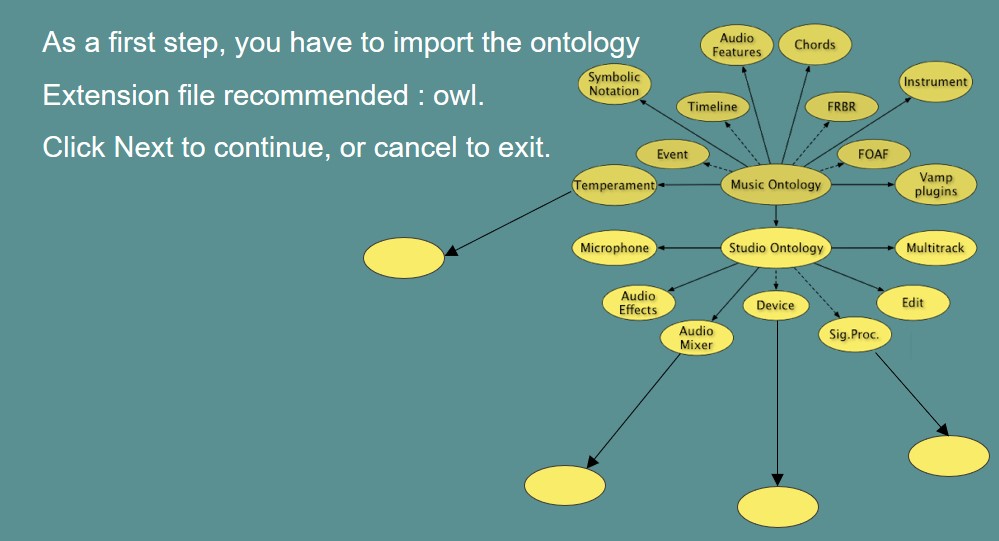 As a first step, you have to import the ontology
Extension file recommended : owl.
Click Next to continue, or cancel to exit.
Audio
Features
Chords
Symbolic
Notation
Instrument
Timeline
FRBR
Event
FOAF
Temperament
Music Ontology
Vamp
plugins
Microphone
Studio Ontology
Multitrack
Audio
Effects
Device
Edit
Audio
Mixer
Sig.Proc.